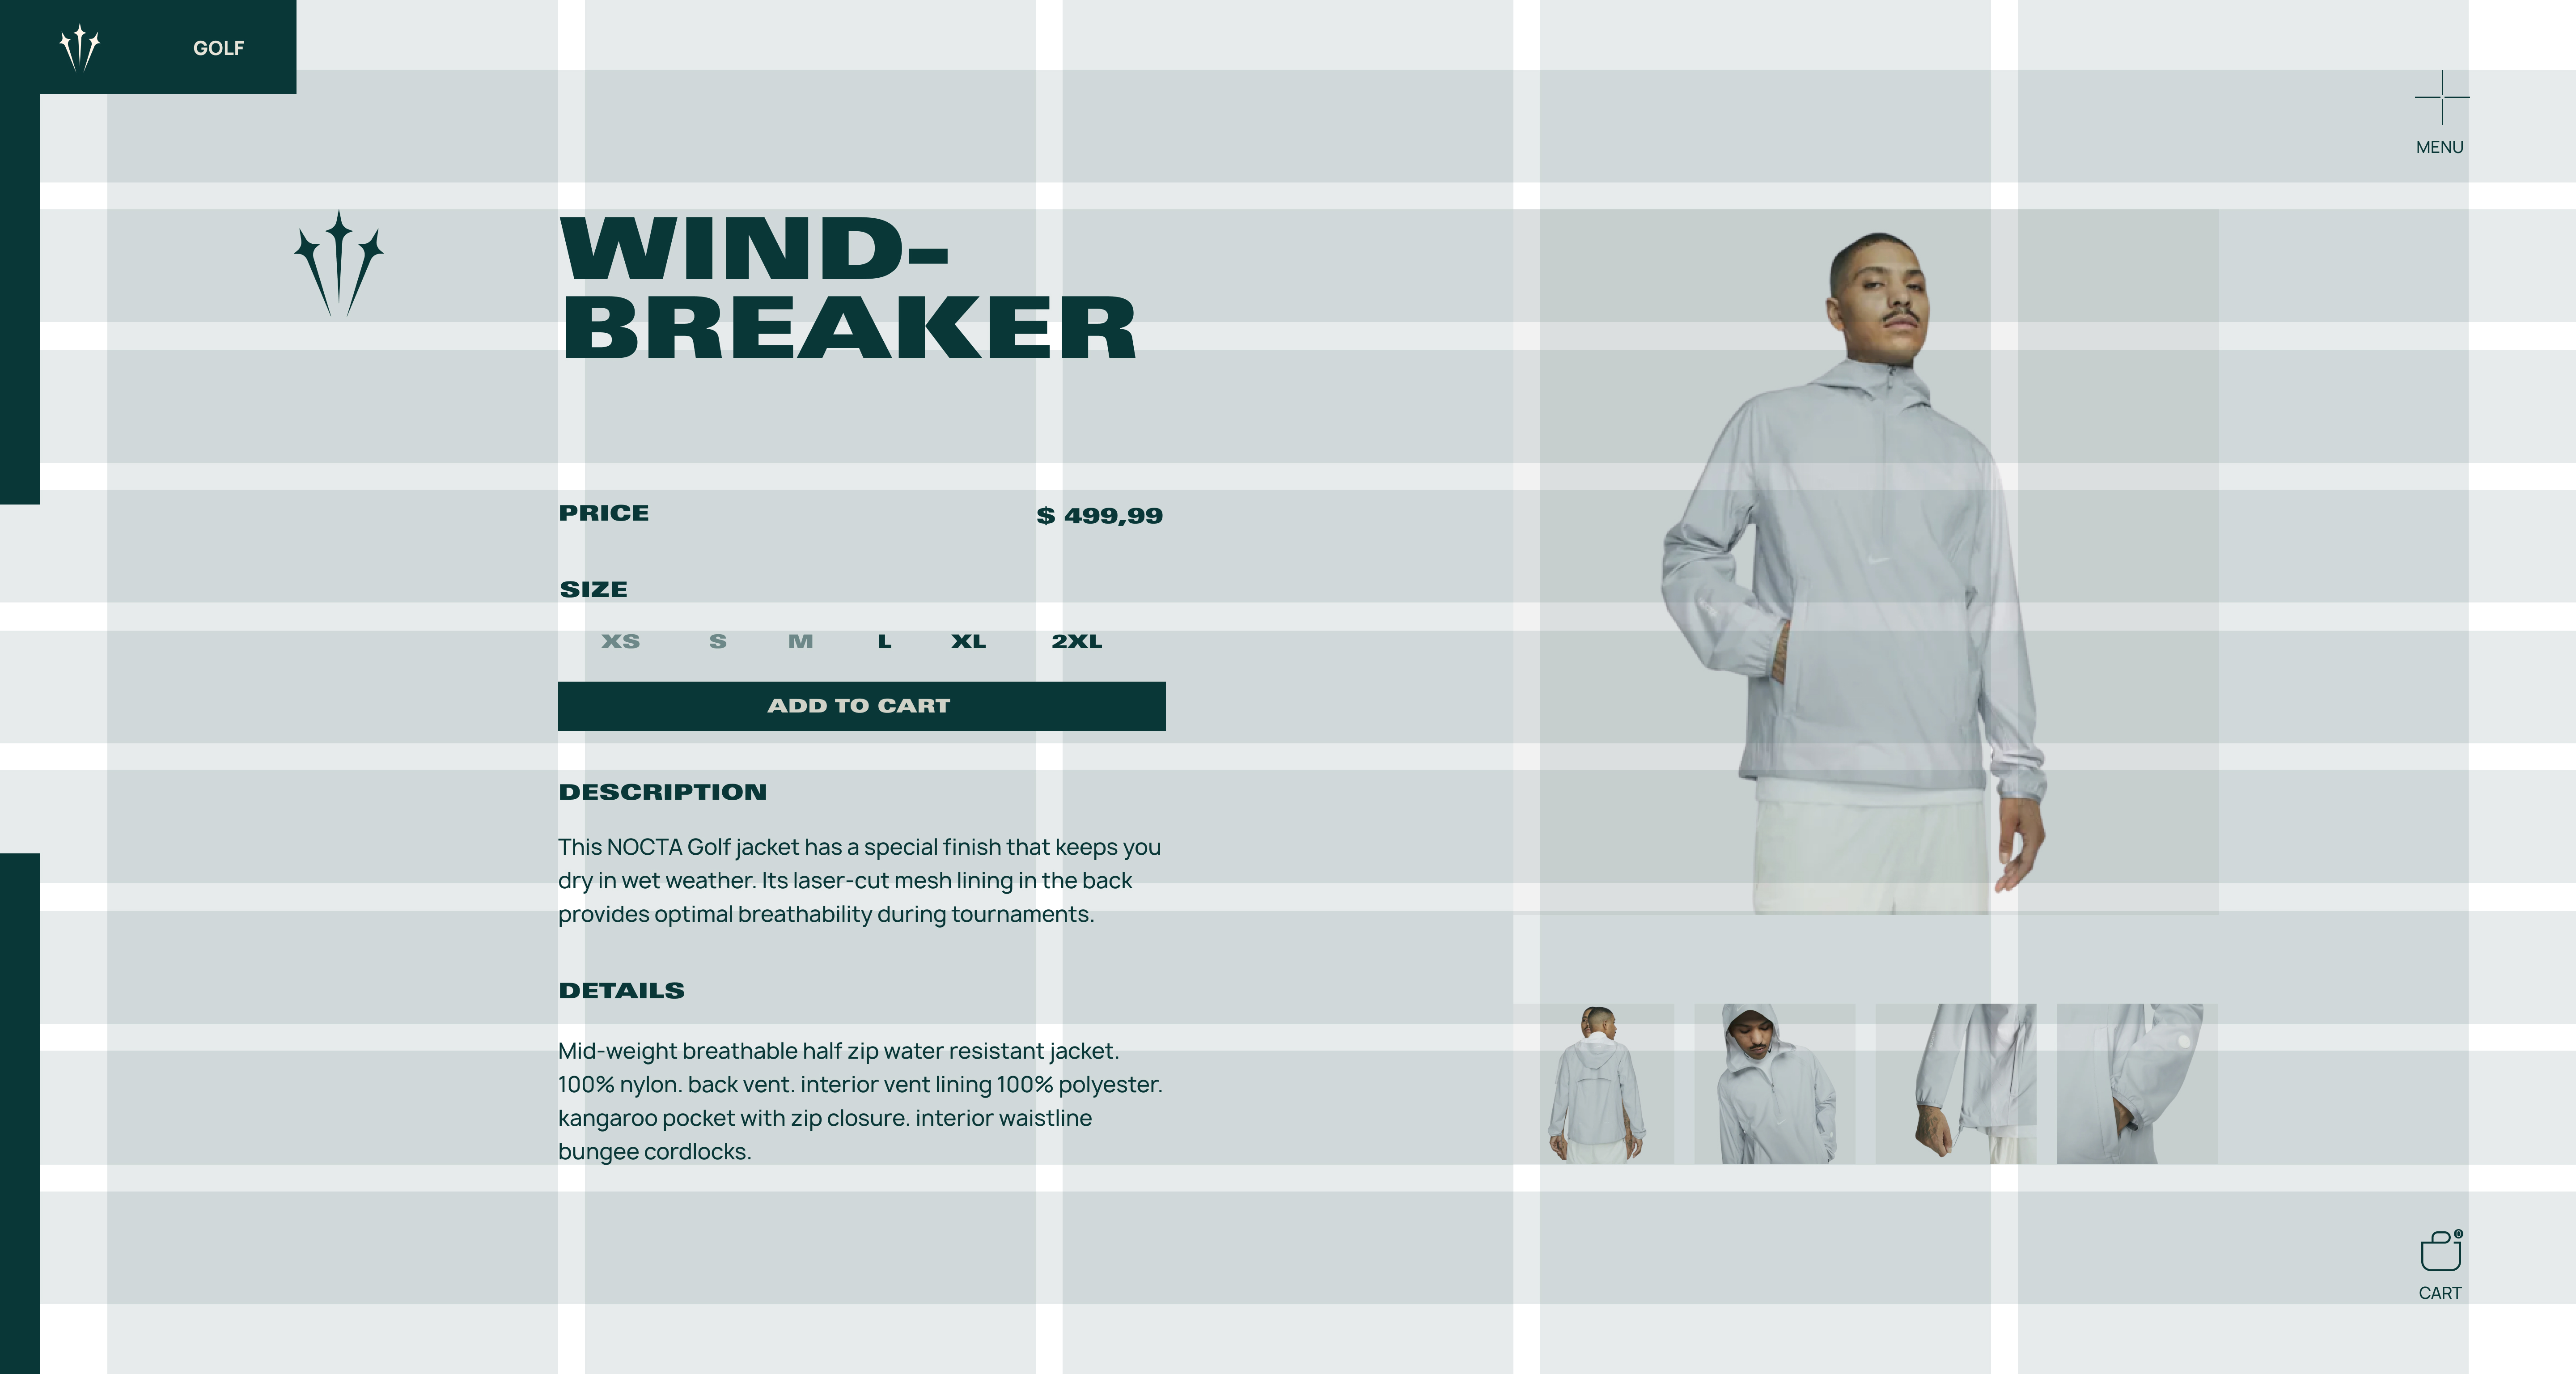 GOLF
MENU
WIND-
BREAKER
PRICE
$ 499,99
SIZE
XS S M L XL 2XL
ADD TO CART
DESCRIPTION
This NOCTA Golf jacket has a special finish that keeps you
dry in wet weather. Its laser-cut mesh lining in the back
provides optimal breathability during tournaments.
DETAILS
Mid-weight breathable half zip water resistant jacket.
100% nylon. back vent. interior vent lining 100% polyester.
kangaroo pocket with zip closure. interior waistline
bungee cordlocks.
0
CART